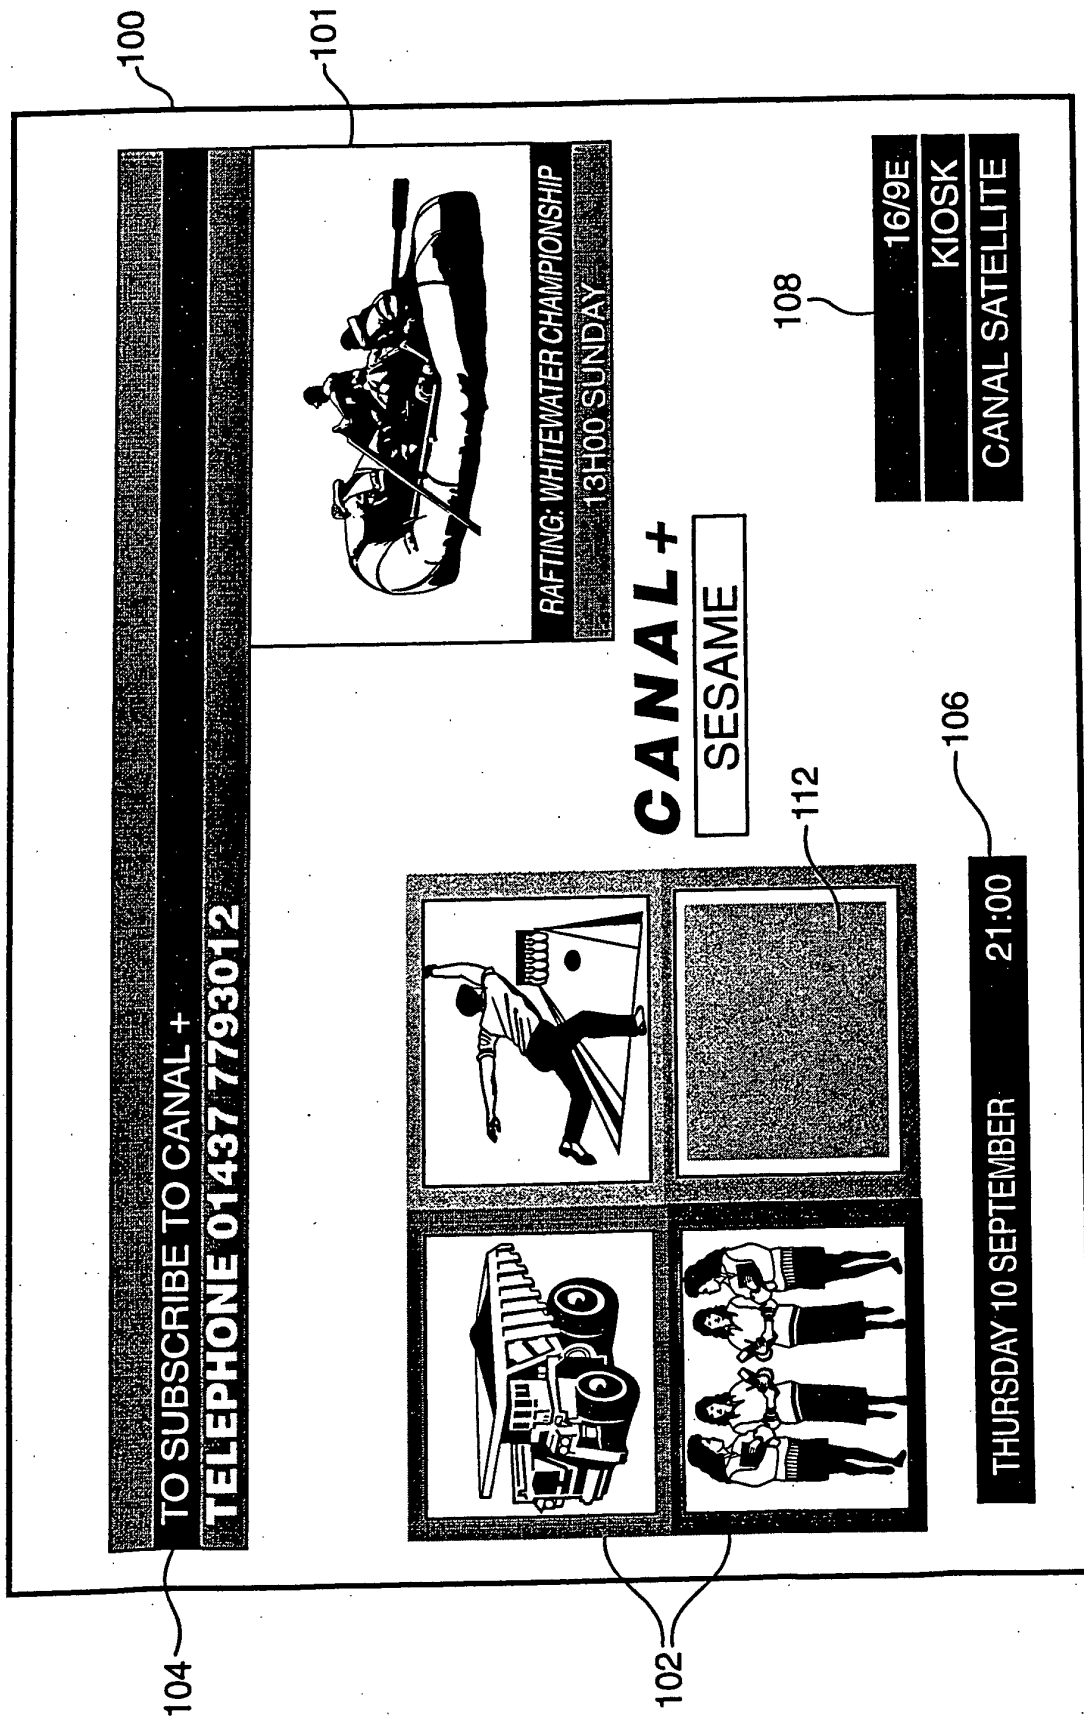 100
101
104
TO SUBSCRIBE TO CANAL +
TELEPHONE 01437 7793012
RAFTING: WHITEWATER CHAMPIONSHIP
13H00 SUNDAY
CANAL+
SESAME
108
16/9E
KIOSK
CANAL SATELLITE
102
112
106
THURSDAY 10 SEPTEMBER 21:00